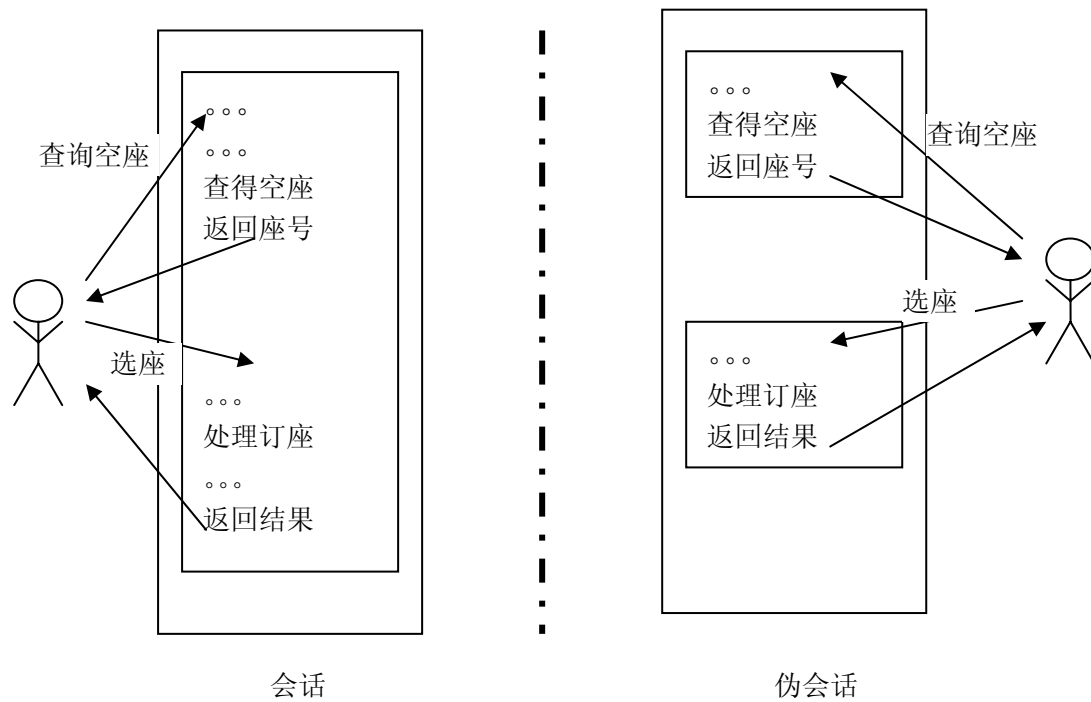 查询空座
。。。
。。。
查得空座
返回座号
选座
。。。
处理订座
。。。
返回结果
会话
。。。
查得空座
返回座号
查询空座
选座
。。。
处理订座
返回结果
伪会话